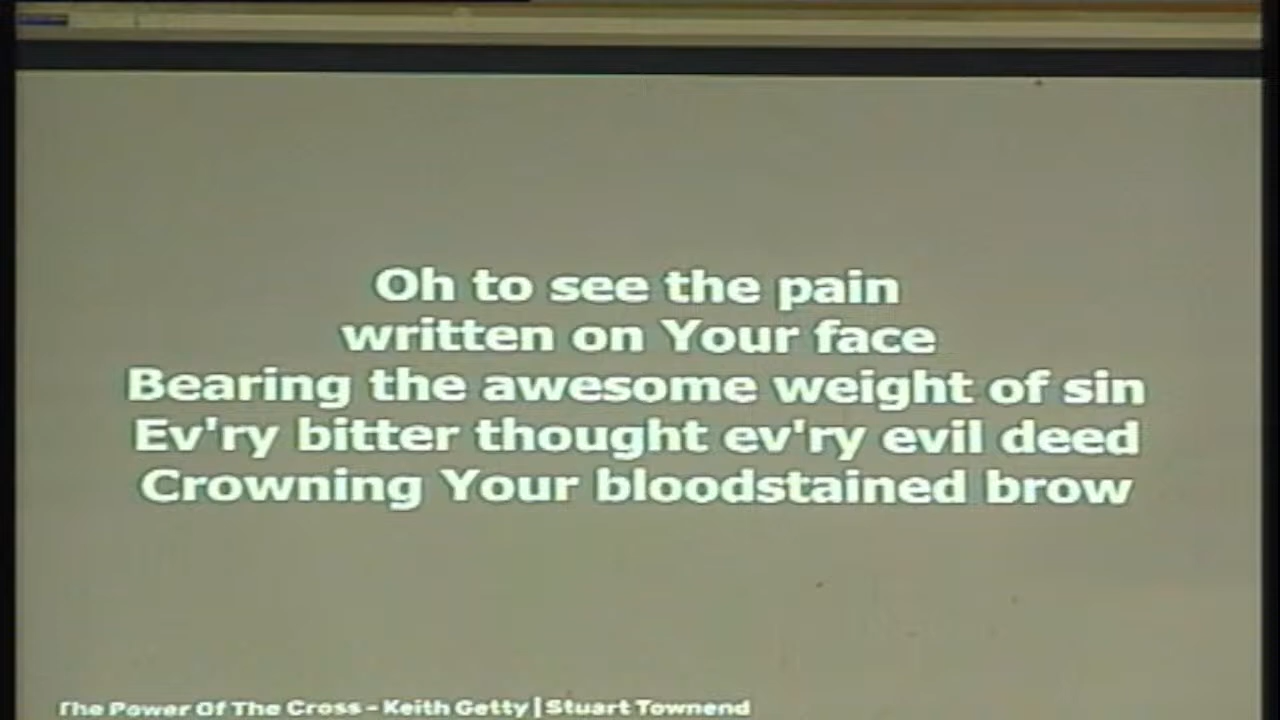 Oh to see the pain
written on Your face
Bearing the awesome weight of sin
Ev'ry bitter thought ev'ry evil deed
Crowning Your bloodstained brow
The Power Of The Cross - Keith Getty | Stuart Townend